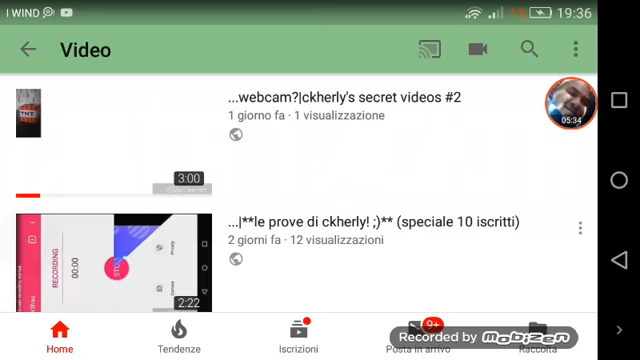 I WIND
19:36
Video
...webcam?|ckherly's secret videos #2
1 giorno fa · 1 visualizzazione
05:34
TNT
3:00
...|**le prove di ckherly! ;)** (speciale 10 iscritti)
2 giorni fa · 12 visualizzazioni
RECORDING
00:00
2:22
9+
Home
Tendenze
Iscrizioni
Posta in arrivo
Raccolta
Recorded by Mobizen